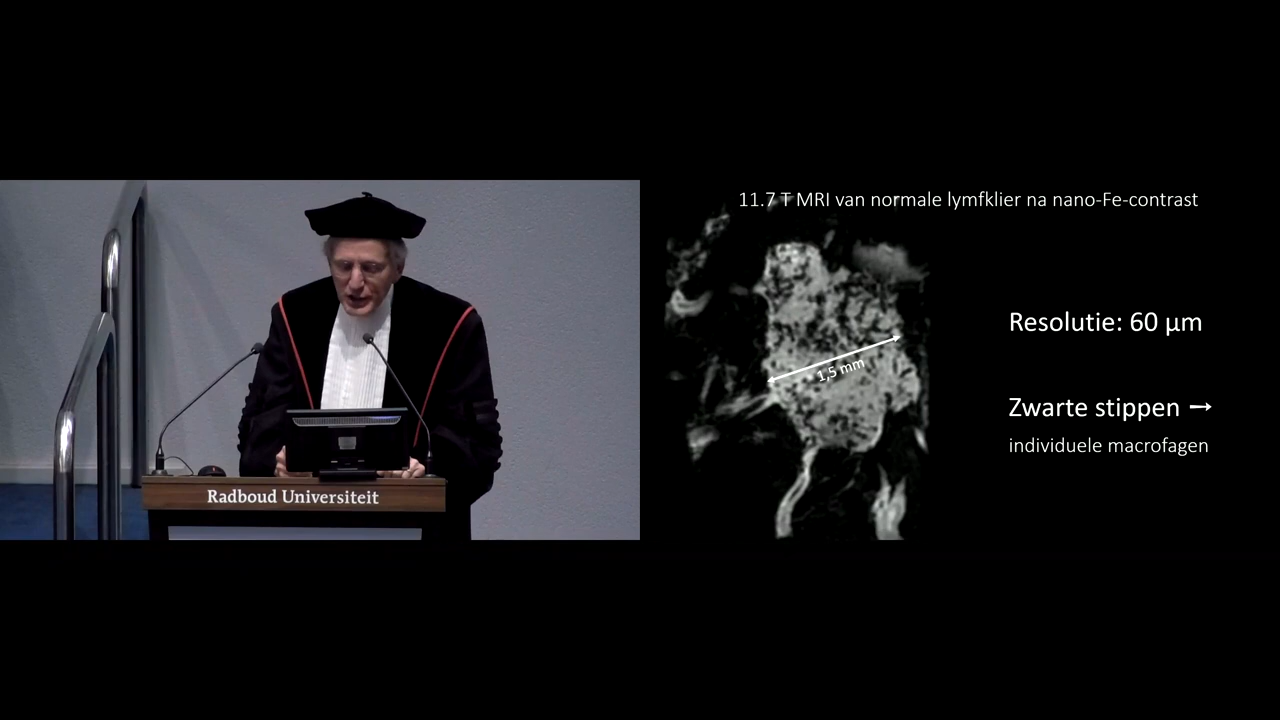 Radboud Universiteit
11.7 T MRI van normale lymfklier na nano-Fe-contrast
1,5 mm
Resolutie: 60 µm
Zwarte stippen →
individuele macrofagen